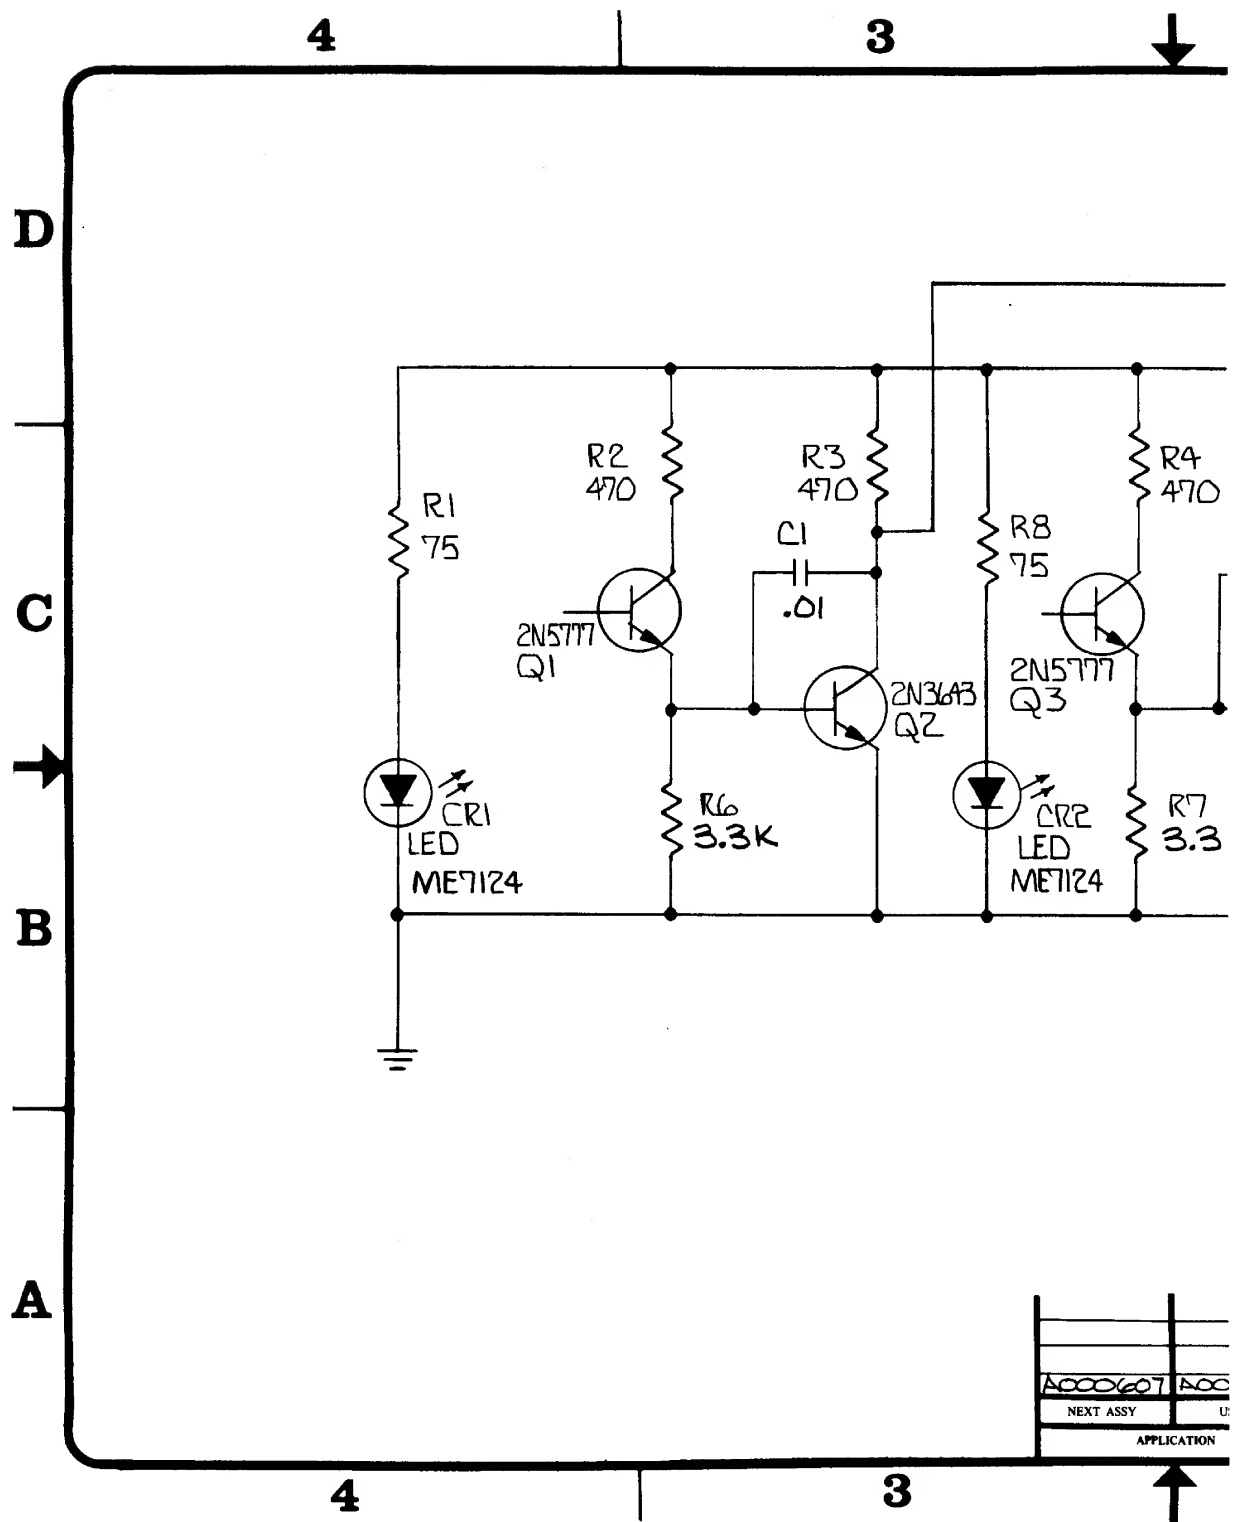 4
3
D
R2
470
R3
470
R4
470
R1
75
C1
.01
R8
75
C
2N5777
Q1
2N3643
Q2
2N5777
Q3
CR1
LED
ME7124
R6
3.3K
CR2
LED
ME7124
R7
3.3
B
A
A000607 A00
NEXT ASSY U
APPLICATION
4
3